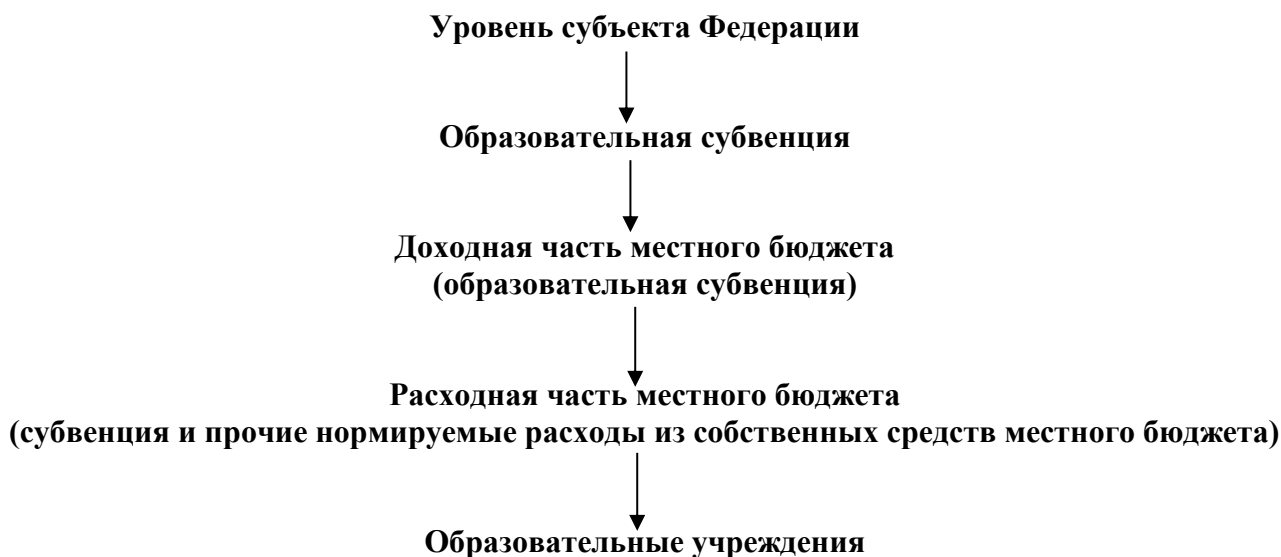 Уровень субъекта Федерации
Образовательная субвенция
Доходная часть местного бюджета
(образовательная субвенция)
Расходная часть местного бюджета
(субвенция и прочие нормируемые расходы из собственных средств местного бюджета)
Образовательные учреждения